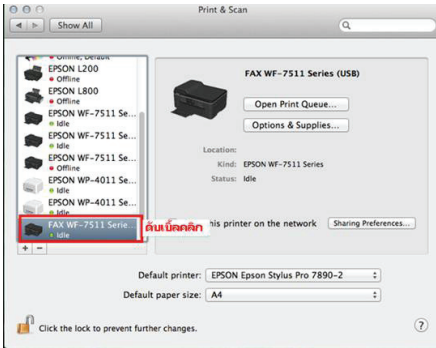 Print & Scan
Show All
Offline, Default
EPSON L200
Offline
EPSON L800
Offline
EPSON WF-7511 Se...
Idle
EPSON WF-7511 Se...
Idle
EPSON WF-7511 Se...
Offline
EPSON WP-4011 Se...
Idle
EPSON WP-4011 Se...
Idle
FAX WF-7511 Serie...
Idle
ดับเบิ้ลคลิก
+ −
FAX WF-7511 Series (USB)
Open Print Queue...
Options & Supplies...
Location:
Kind: EPSON WF-7511 Series
Status: Idle
his printer on the network
Sharing Preferences...
Default printer: EPSON Epson Stylus Pro 7890-2
Default paper size: A4
Click the lock to prevent further changes.
?